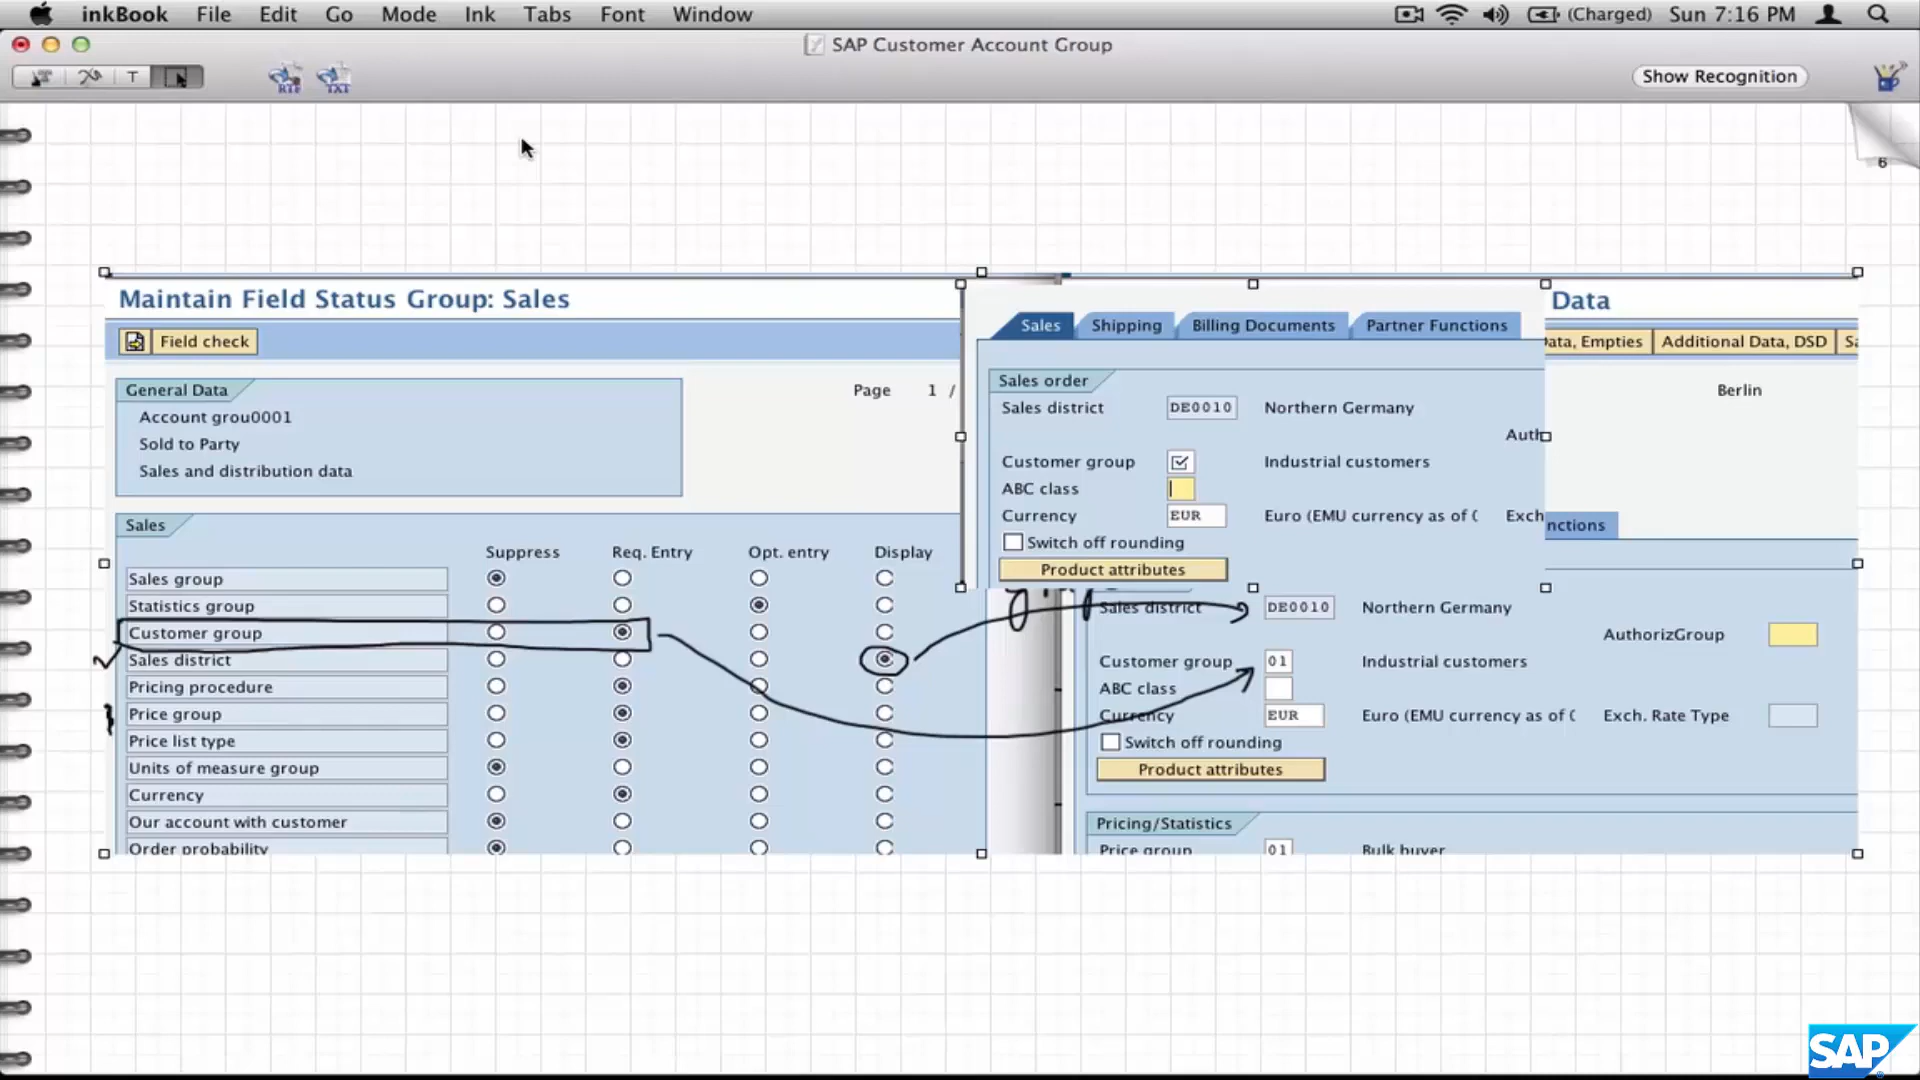 inkBook File Edit Go Mode Ink Tabs Font Window (Charged) Sun 7:16 PM
SAP Customer Account Group
T RTF TXT Show Recognition
6
Maintain Field Status Group: Sales
Field check
General Data
Page 1 /
Account grou0001
Sold to Party
Sales and distribution data
Sales
Suppress Req. Entry Opt. entry Display
Sales group
Statistics group
Customer group
Sales district
Pricing procedure
Price group
Price list type
Units of measure group
Currency
Our account with customer
Order probability
Sales Shipping Billing Documents Partner Functions
Sales order
Sales district DE0010 Northern Germany
Auth
Customer group Industrial customers
ABC class
Currency EUR Euro (EMU currency as of ( Exch
Switch off rounding
Product attributes
Data
Data, Empties Additional Data, DSD Sa
Berlin
nctions
Sales district DE0010 Northern Germany
AuthorizGroup
Customer group 01 Industrial customers
ABC class
Currency EUR Euro (EMU currency as of ( Exch. Rate Type
Switch off rounding
Product attributes
Pricing/Statistics
Price group 01 Bulk buyer
SAP